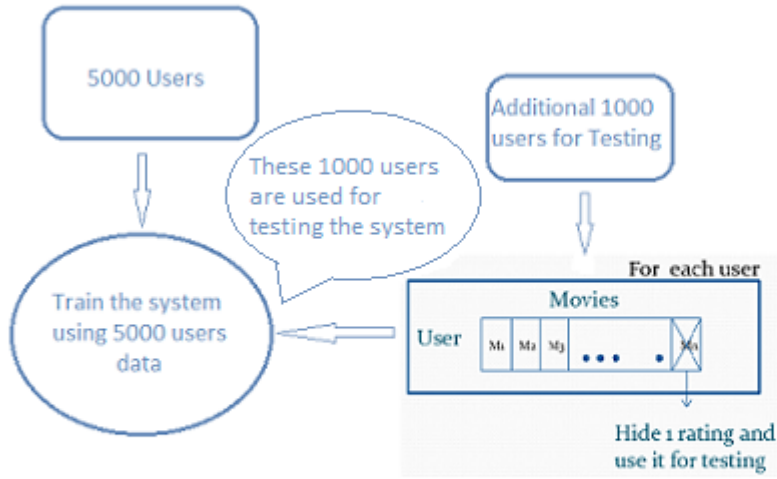 5000 Users
Additional 1000
users for Testing
These 1000 users
are used for
testing the system
Train the system
using 5000 users
data
For each user
Movies
User
M1 M2 M3 ... . Mn
Hide 1 rating and
use it for testing